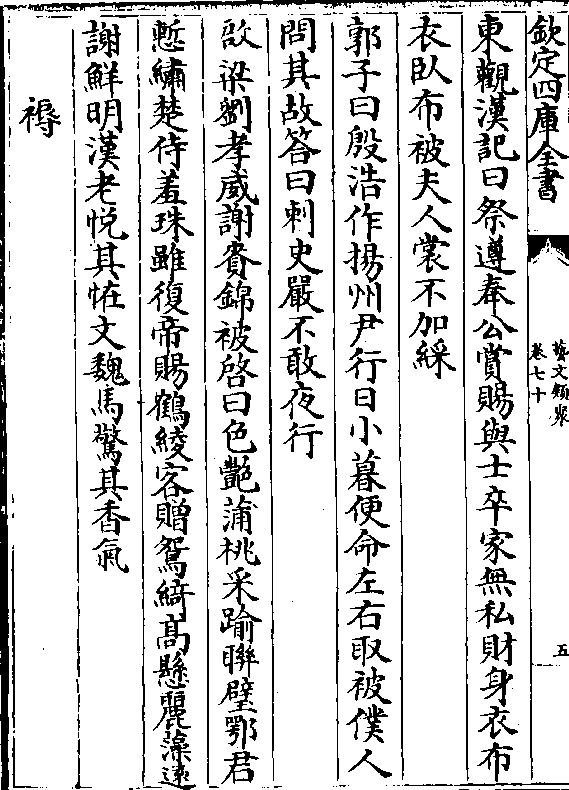 欽定四庫全書
藝文類聚
卷七十
五
東觀漢記曰祭遵奉公賞賜與士卒家無私財身衣布
衣臥布被夫人裳不加綵
郭子曰殷浩作揚州尹行日小暮便命左右取被僕人
問其故答曰刺史嚴不敢夜行
啟梁劉孝威謝賚錦被啓曰色艶蒲桃采踰聯璧鄂君
慙繡楚侍羞珠雖復帝賜鶴綾客贈鴛綺髙懸麗藻遠
謝鮮明漢老悅其恠文魏馬驚其香氣
褥